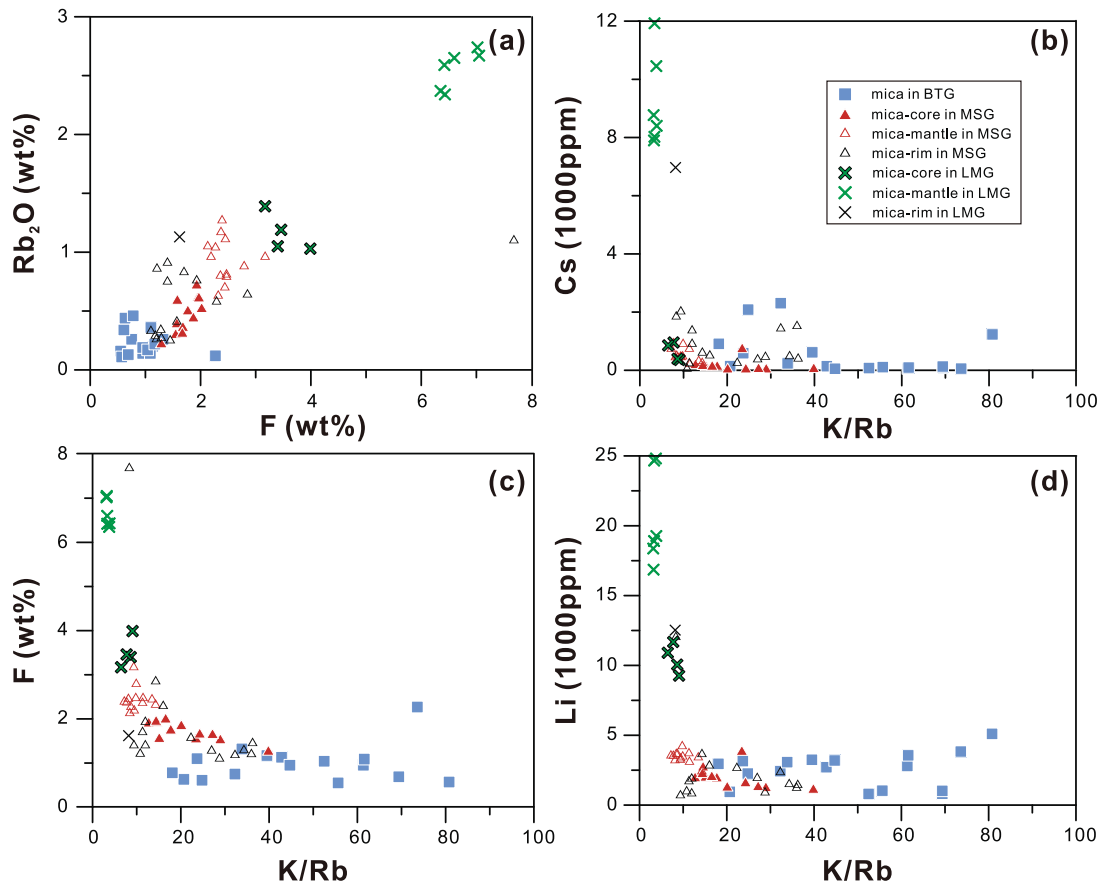 (a)
3
2
1
0
Rb₂O (wt%)
0 2 4 6 8
F (wt%)
(b)
12
8
4
0
Cs (1000ppm)
mica in BTG
mica-core in MSG
mica-mantle in MSG
mica-rim in MSG
mica-core in LMG
mica-mantle in LMG
mica-rim in LMG
0 20 40 60 80 100
K/Rb
(c)
8
6
4
2
0
F (wt%)
0 20 40 60 80 100
K/Rb
(d)
25
20
15
10
5
0
Li (1000ppm)
0 20 40 60 80 100
K/Rb